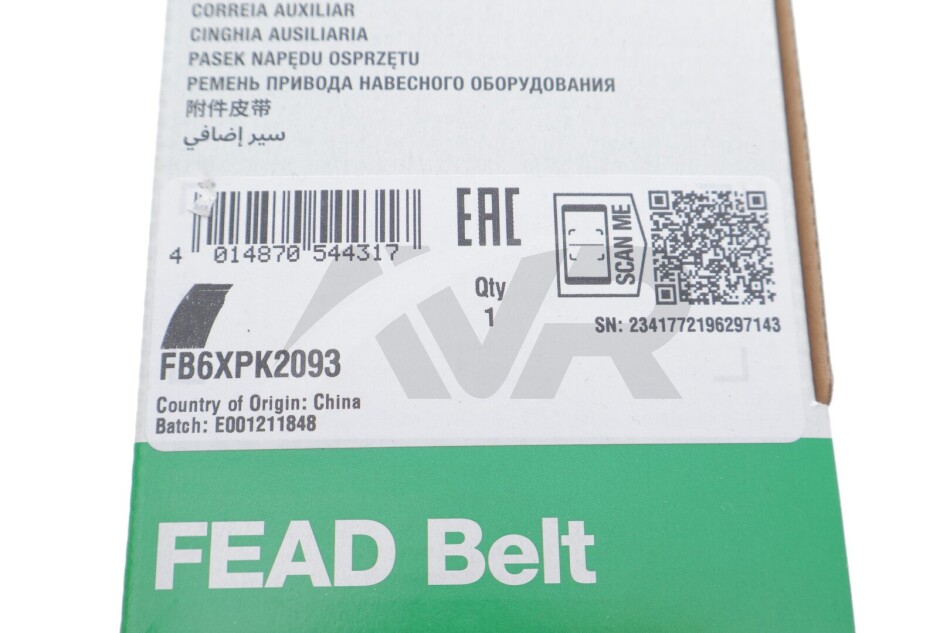 CORREIA AUXILIAR
CINGHIA AUSILIARIA
PASEK NAPĘDU OSPRZĘTU
РЕМЕНЬ ПРИВОДА НАВЕСНОГО ОБОРУДОВАНИЯ
附件皮带
سير إضافي
4 014870 544317
EAC
SCAN ME
Qty
1
SN: 2341772196297143
VR
FB6XPK2093
Country of Origin: China
Batch: E001211848
FEAD Belt